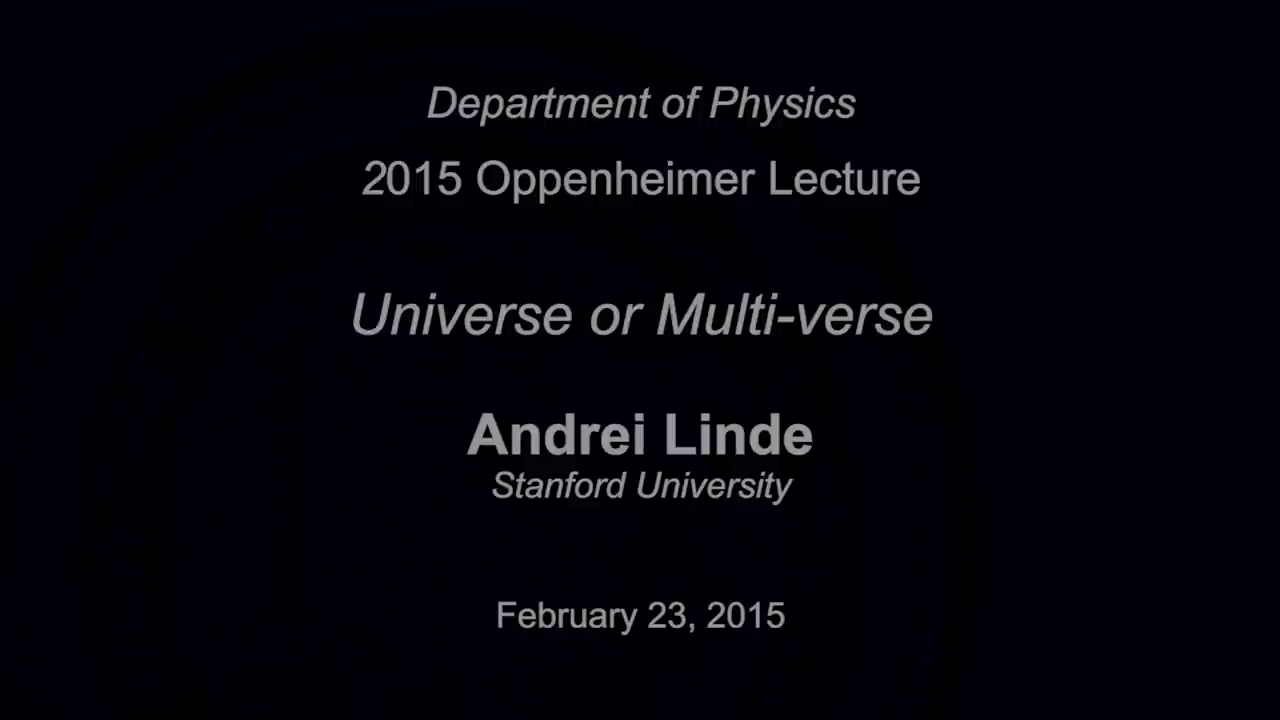 Department of Physics
2015 Oppenheimer Lecture
Universe or Multi-verse
Andrei Linde
Stanford University
February 23, 2015